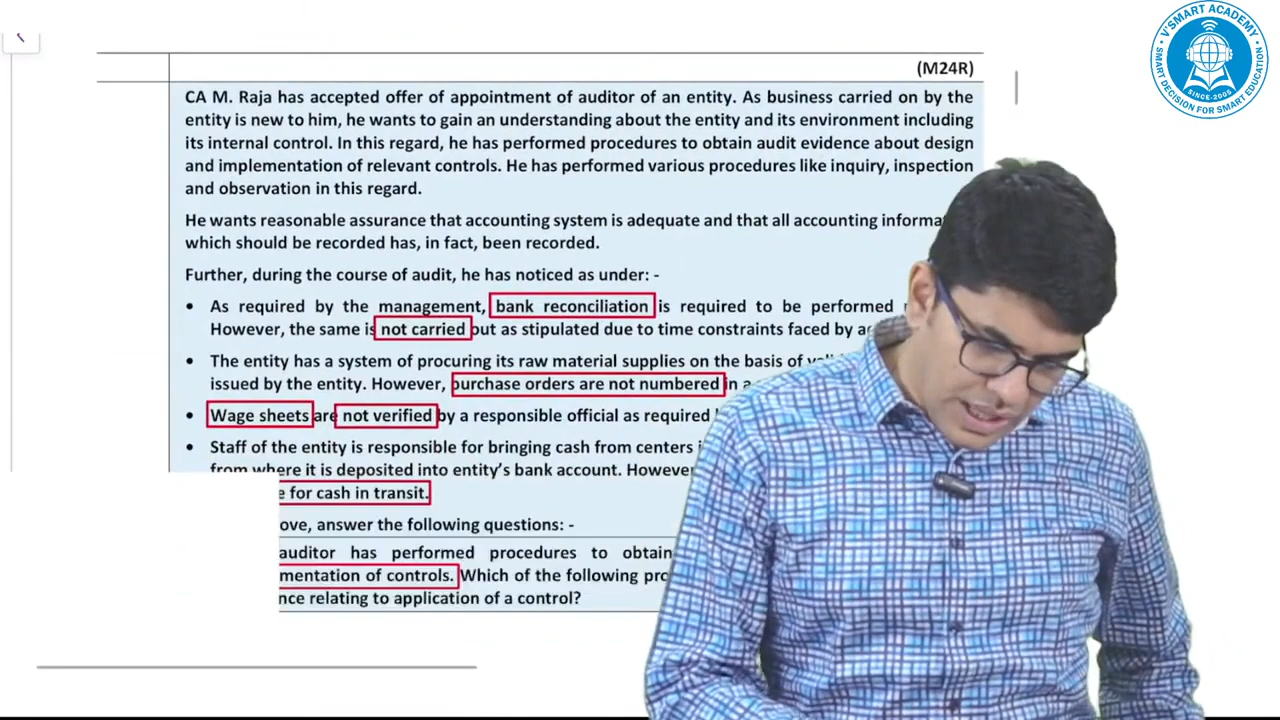 (M24R)
CA M. Raja has accepted offer of appointment of auditor of an entity. As business carried on by the
entity is new to him, he wants to gain an understanding about the entity and its environment including
its internal control. In this regard, he has performed procedures to obtain audit evidence about design
and implementation of relevant controls. He has performed various procedures like inquiry, inspection
and observation in this regard.
He wants reasonable assurance that accounting system is adequate and that all accounting
which should be recorded has, in fact, been recorded.
Further, during the course of audit, he has noticed as under: -
• As required by the management, bank reconciliation is required to be performed
However, the same is not carried out as stipulated due to time constraints faced by
• The entity has a system of procuring its raw material supplies on the basis of
issued by the entity. However, purchase orders are not numbered in a
• Wage sheets are not verified by a responsible official as required
• Staff of the entity is responsible for bringing cash from centers
from where it is deposited into entity's bank account. However
for cash in transit.
answer the following questions: -
auditor has performed procedures to obtain
of controls. Which of the following
relating to application of a control?
V'SMART ACADEMY
SMART DECISION FOR SMART EDUCATION
SINCE-2005